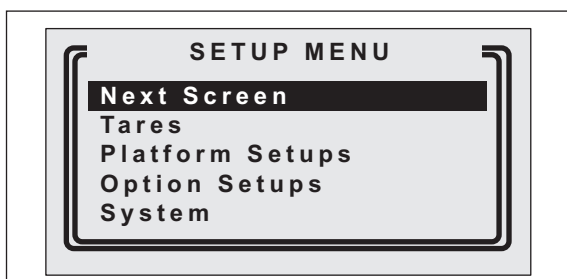 SETUP MENU
Next Screen
Tares
Platform Setups
Option Setups
System